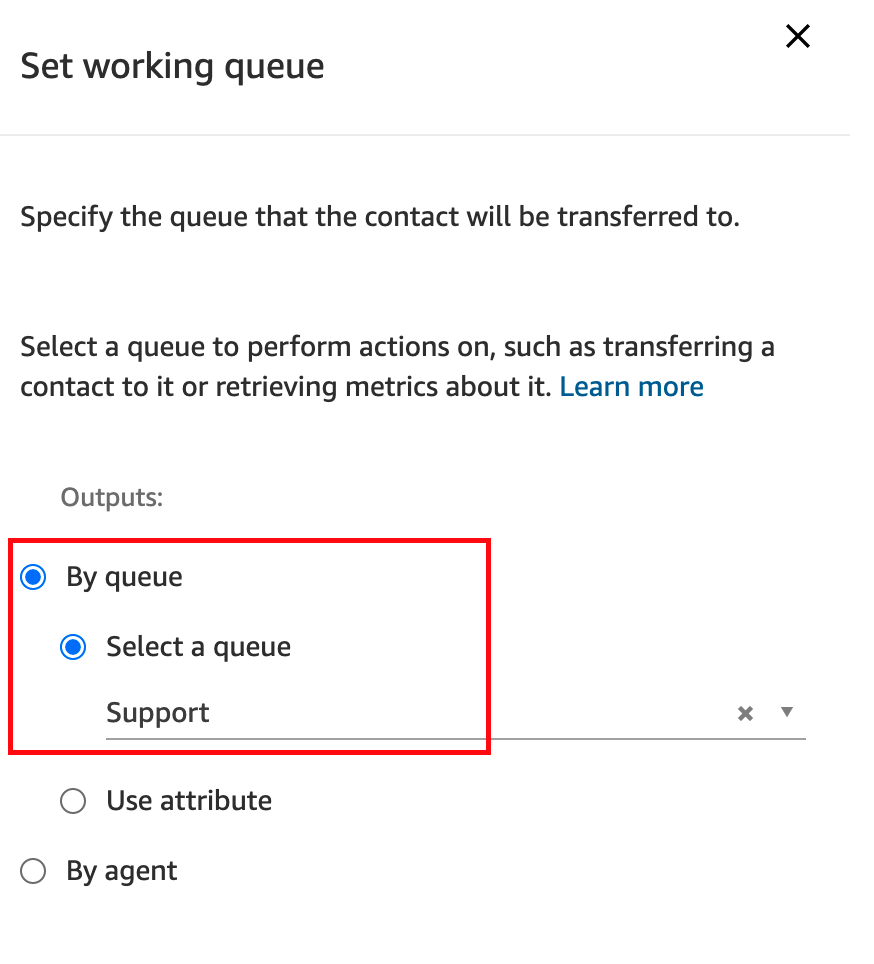 Set working queue
Specify the queue that the contact will be transferred to.
Select a queue to perform actions on, such as transferring a
contact to it or retrieving metrics about it. Learn more
Outputs:
By queue
Select a queue
Support
Use attribute
By agent